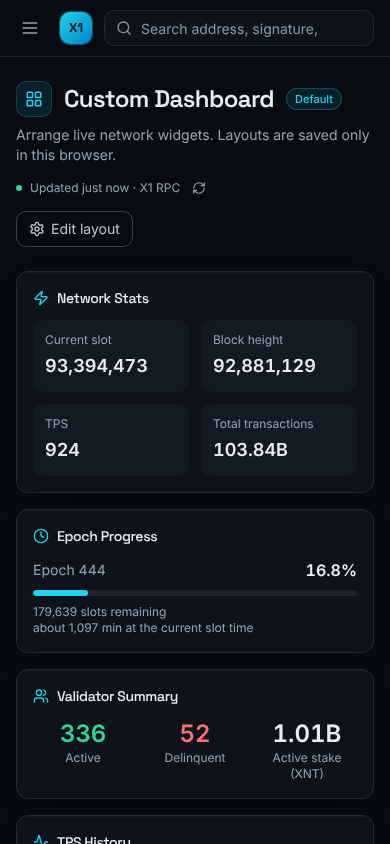 X1
Search address, signature,
Custom Dashboard
Default
Arrange live network widgets. Layouts are saved only
in this browser.
Updated just now · X1 RPC
Edit layout
Network Stats
Current slot
93,394,473
Block height
92,881,129
TPS
924
Total transactions
103.84B
Epoch Progress
Epoch 444
16.8%
179,639 slots remaining
about 1,097 min at the current slot time
Validator Summary
336
Active
52
Delinquent
1.01B
Active stake
(XNT)
TPS History